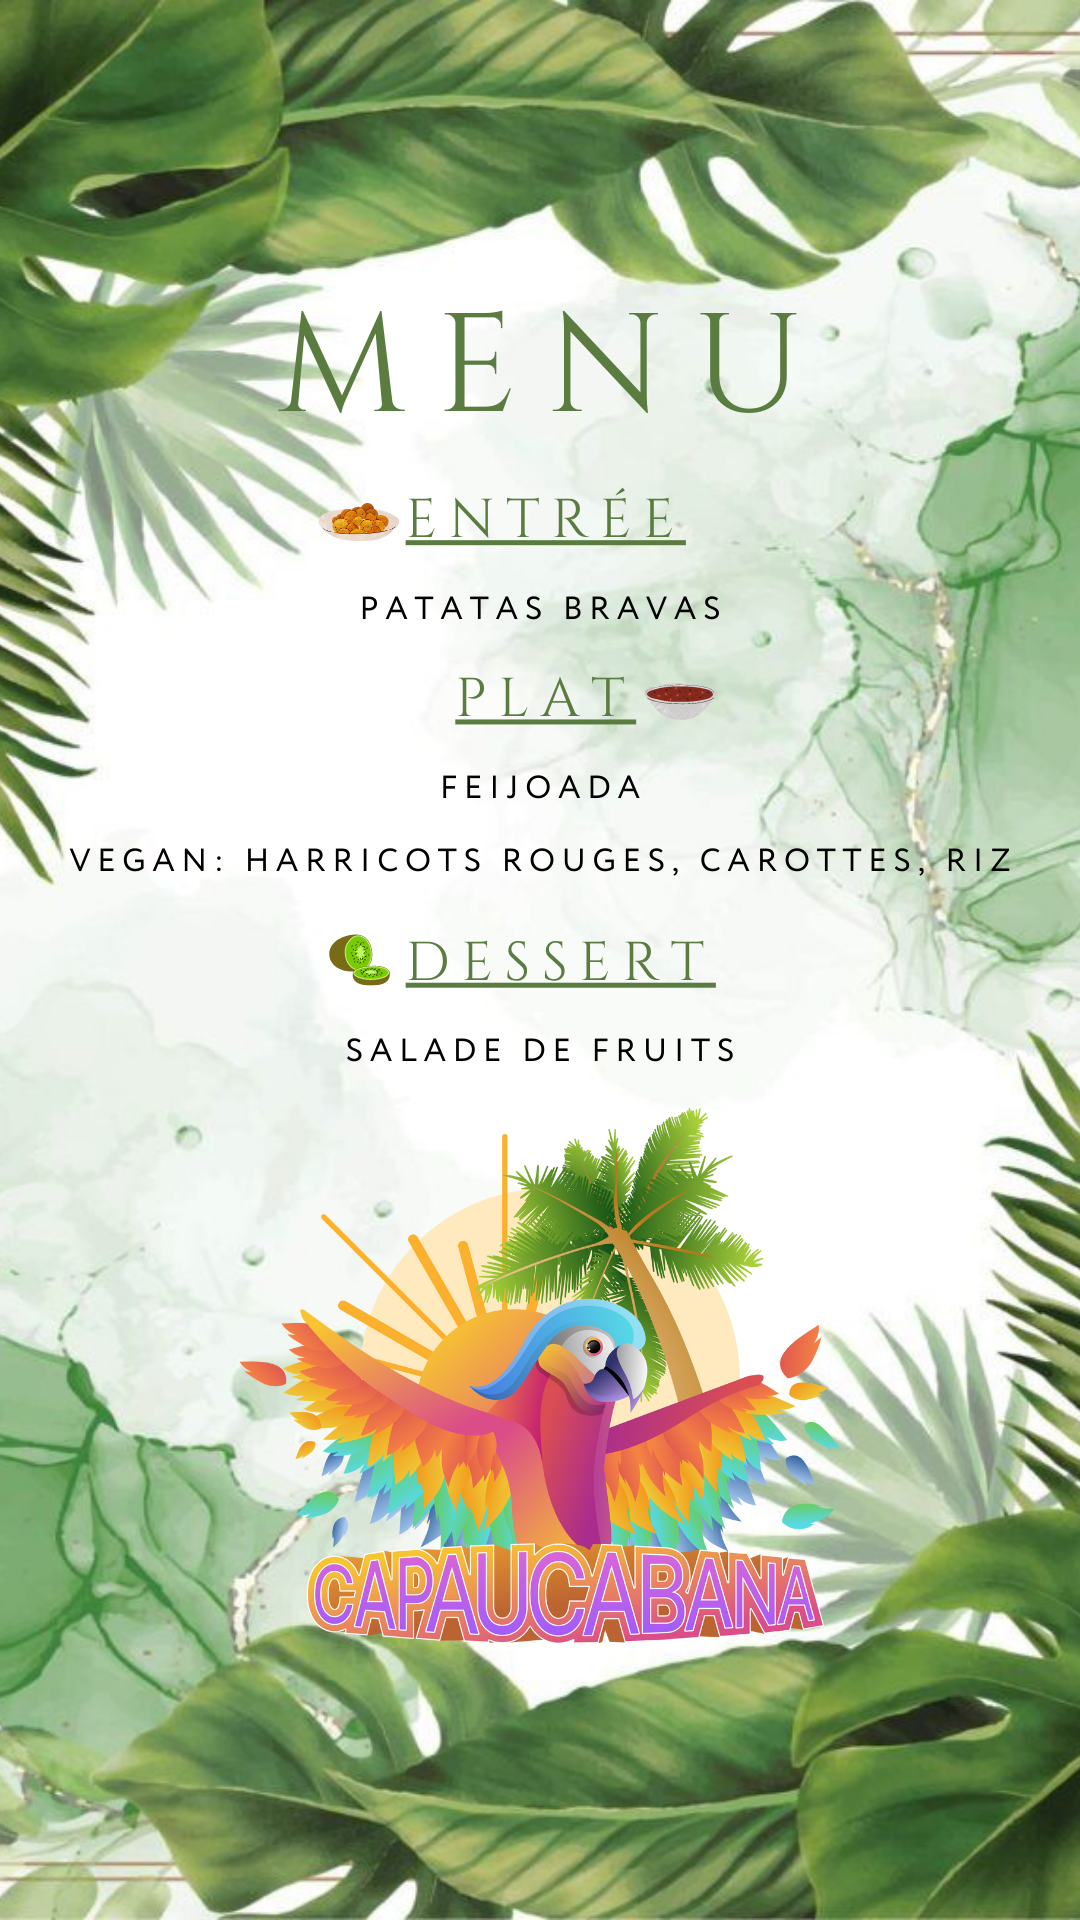 MENU
ENTRÉE
PATATAS BRAVAS
PLAT
FEIJOADA
VEGAN: HARRICOTS ROUGES, CAROTTES, RIZ
DESSERT
SALADE DE FRUITS
CAPAUCABANA